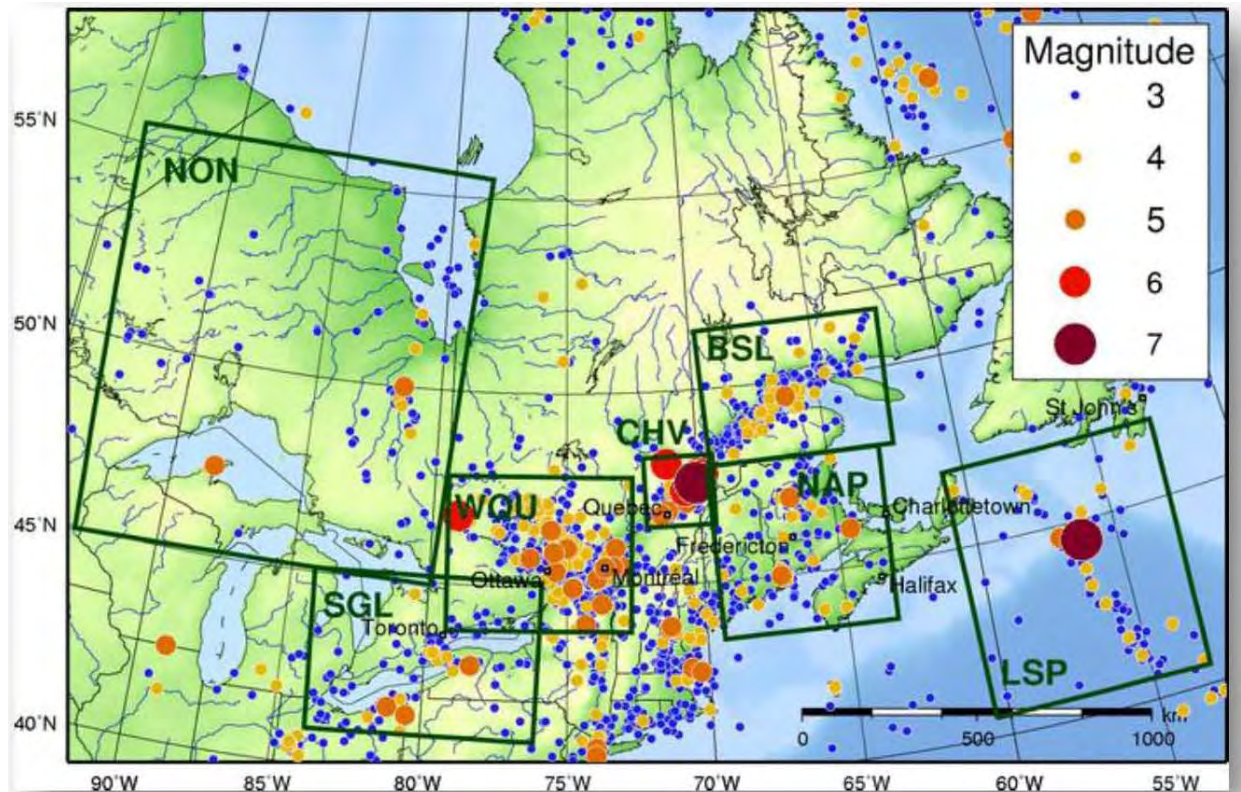 Magnitude
3
4
5
6
7
55°N
50°N
45°N
40°N
NON
BSL
CHV
WQU
NAP
SGL
LSP
St John's
Quebec
Charlottetown
Fredericton
Ottawa
Montréal
Halifax
Toronto
km
0
500
1000
90°W
85°W
80°W
75°W
70°W
65°W
60°W
55°W